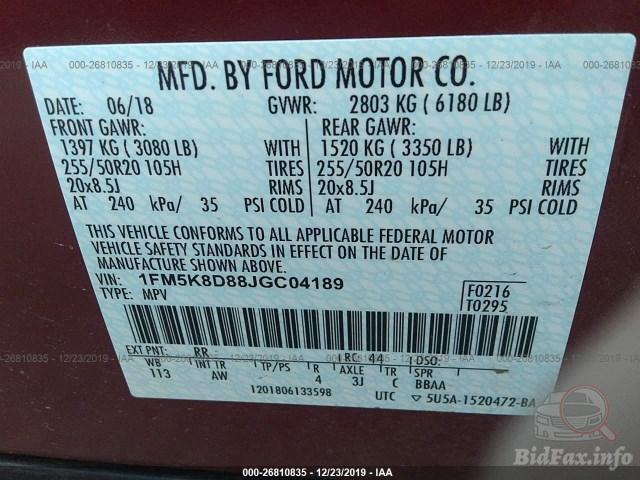 000-26810835 - 12/23/2019 - IAA
MFD. BY FORD MOTOR CO.
DATE: 06/18 GVWR: 2803 KG ( 6180 LB)
FRONT GAWR: REAR GAWR:
1397 KG ( 3080 LB) WITH 1520 KG ( 3350 LB) WITH
255/50R20 105H TIRES 255/50R20 105H TIRES
20x8.5J RIMS 20x8.5J RIMS
AT 240 kPa/ 35 PSI COLD AT 240 kPa/ 35 PSI COLD
THIS VEHICLE CONFORMS TO ALL APPLICABLE FEDERAL MOTOR
VEHICLE SAFETY STANDARDS IN EFFECT ON THE DATE OF
MANUFACTURE SHOWN ABOVE.
VIN: 1FM5K8D88JGC04189 F0216
TYPE: MPV T0295
EXT PNT: RR RC: 44 DSO:
WB INT TR TP/PS R AXLE TR SPR
113 AW 4 3J C BBAA
1201806133598 UTC ▽ 5U5A-1520472-BA
BidFax.info
000-26810835 - 12/23/2019 - IAA